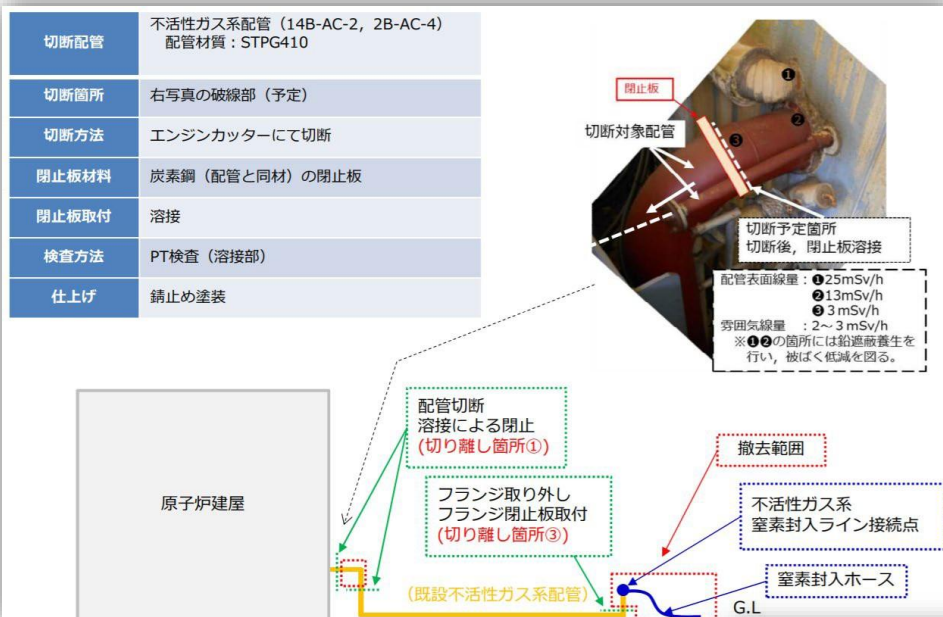 切断配管
不活性ガス系配管（14B-AC-2，2B-AC-4）
配管材質：STPG410
切断箇所
右写真の破線部（予定）
切断方法
エンジンカッターにて切断
閉止板材料
炭素鋼（配管と同材）の閉止板
閉止板取付
溶接
検査方法
PT検査（溶接部）
仕上げ
錆止め塗装
閉止板
切断対象配管
❶
❷
❸
切断予定箇所
切断後，閉止板溶接
配管表面線量：❶25mSv/h
❷13mSv/h
❸３mSv/h
雰囲気線量　：2～３mSv/h
※❶❷の箇所には鉛遮蔽養生を
行い，被ばく低減を図る。
原子炉建屋
配管切断
溶接による閉止
(切り離し箇所①)
フランジ取り外し
フランジ閉止板取付
(切り離し箇所③)
撤去範囲
不活性ガス系
窒素封入ライン接続点
窒素封入ホース
（既設不活性ガス系配管）
G.L